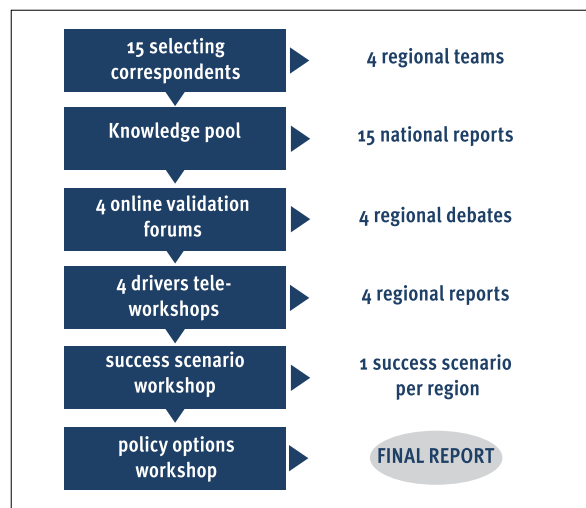 15 selecting
correspondents
4 regional teams
Knowledge pool
15 national reports
4 online validation
forums
4 regional debates
4 drivers tele-
workshops
4 regional reports
success scenario
workshop
1 success scenario
per region
policy options
workshop
FINAL REPORT